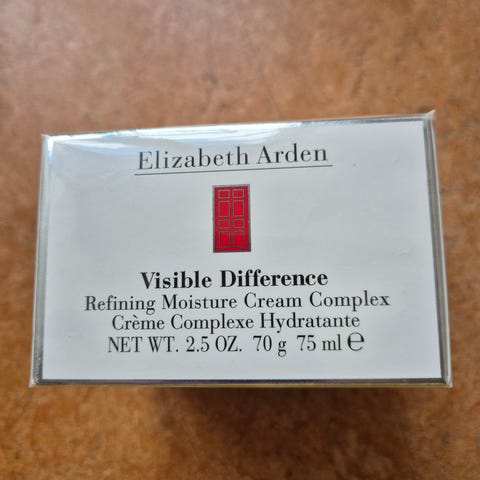 Elizabeth Arden
Visible Difference
Refining Moisture Cream Complex
Crème Complexe Hydratante
NET WT. 2.5 OZ. 70 g 75 ml ℮